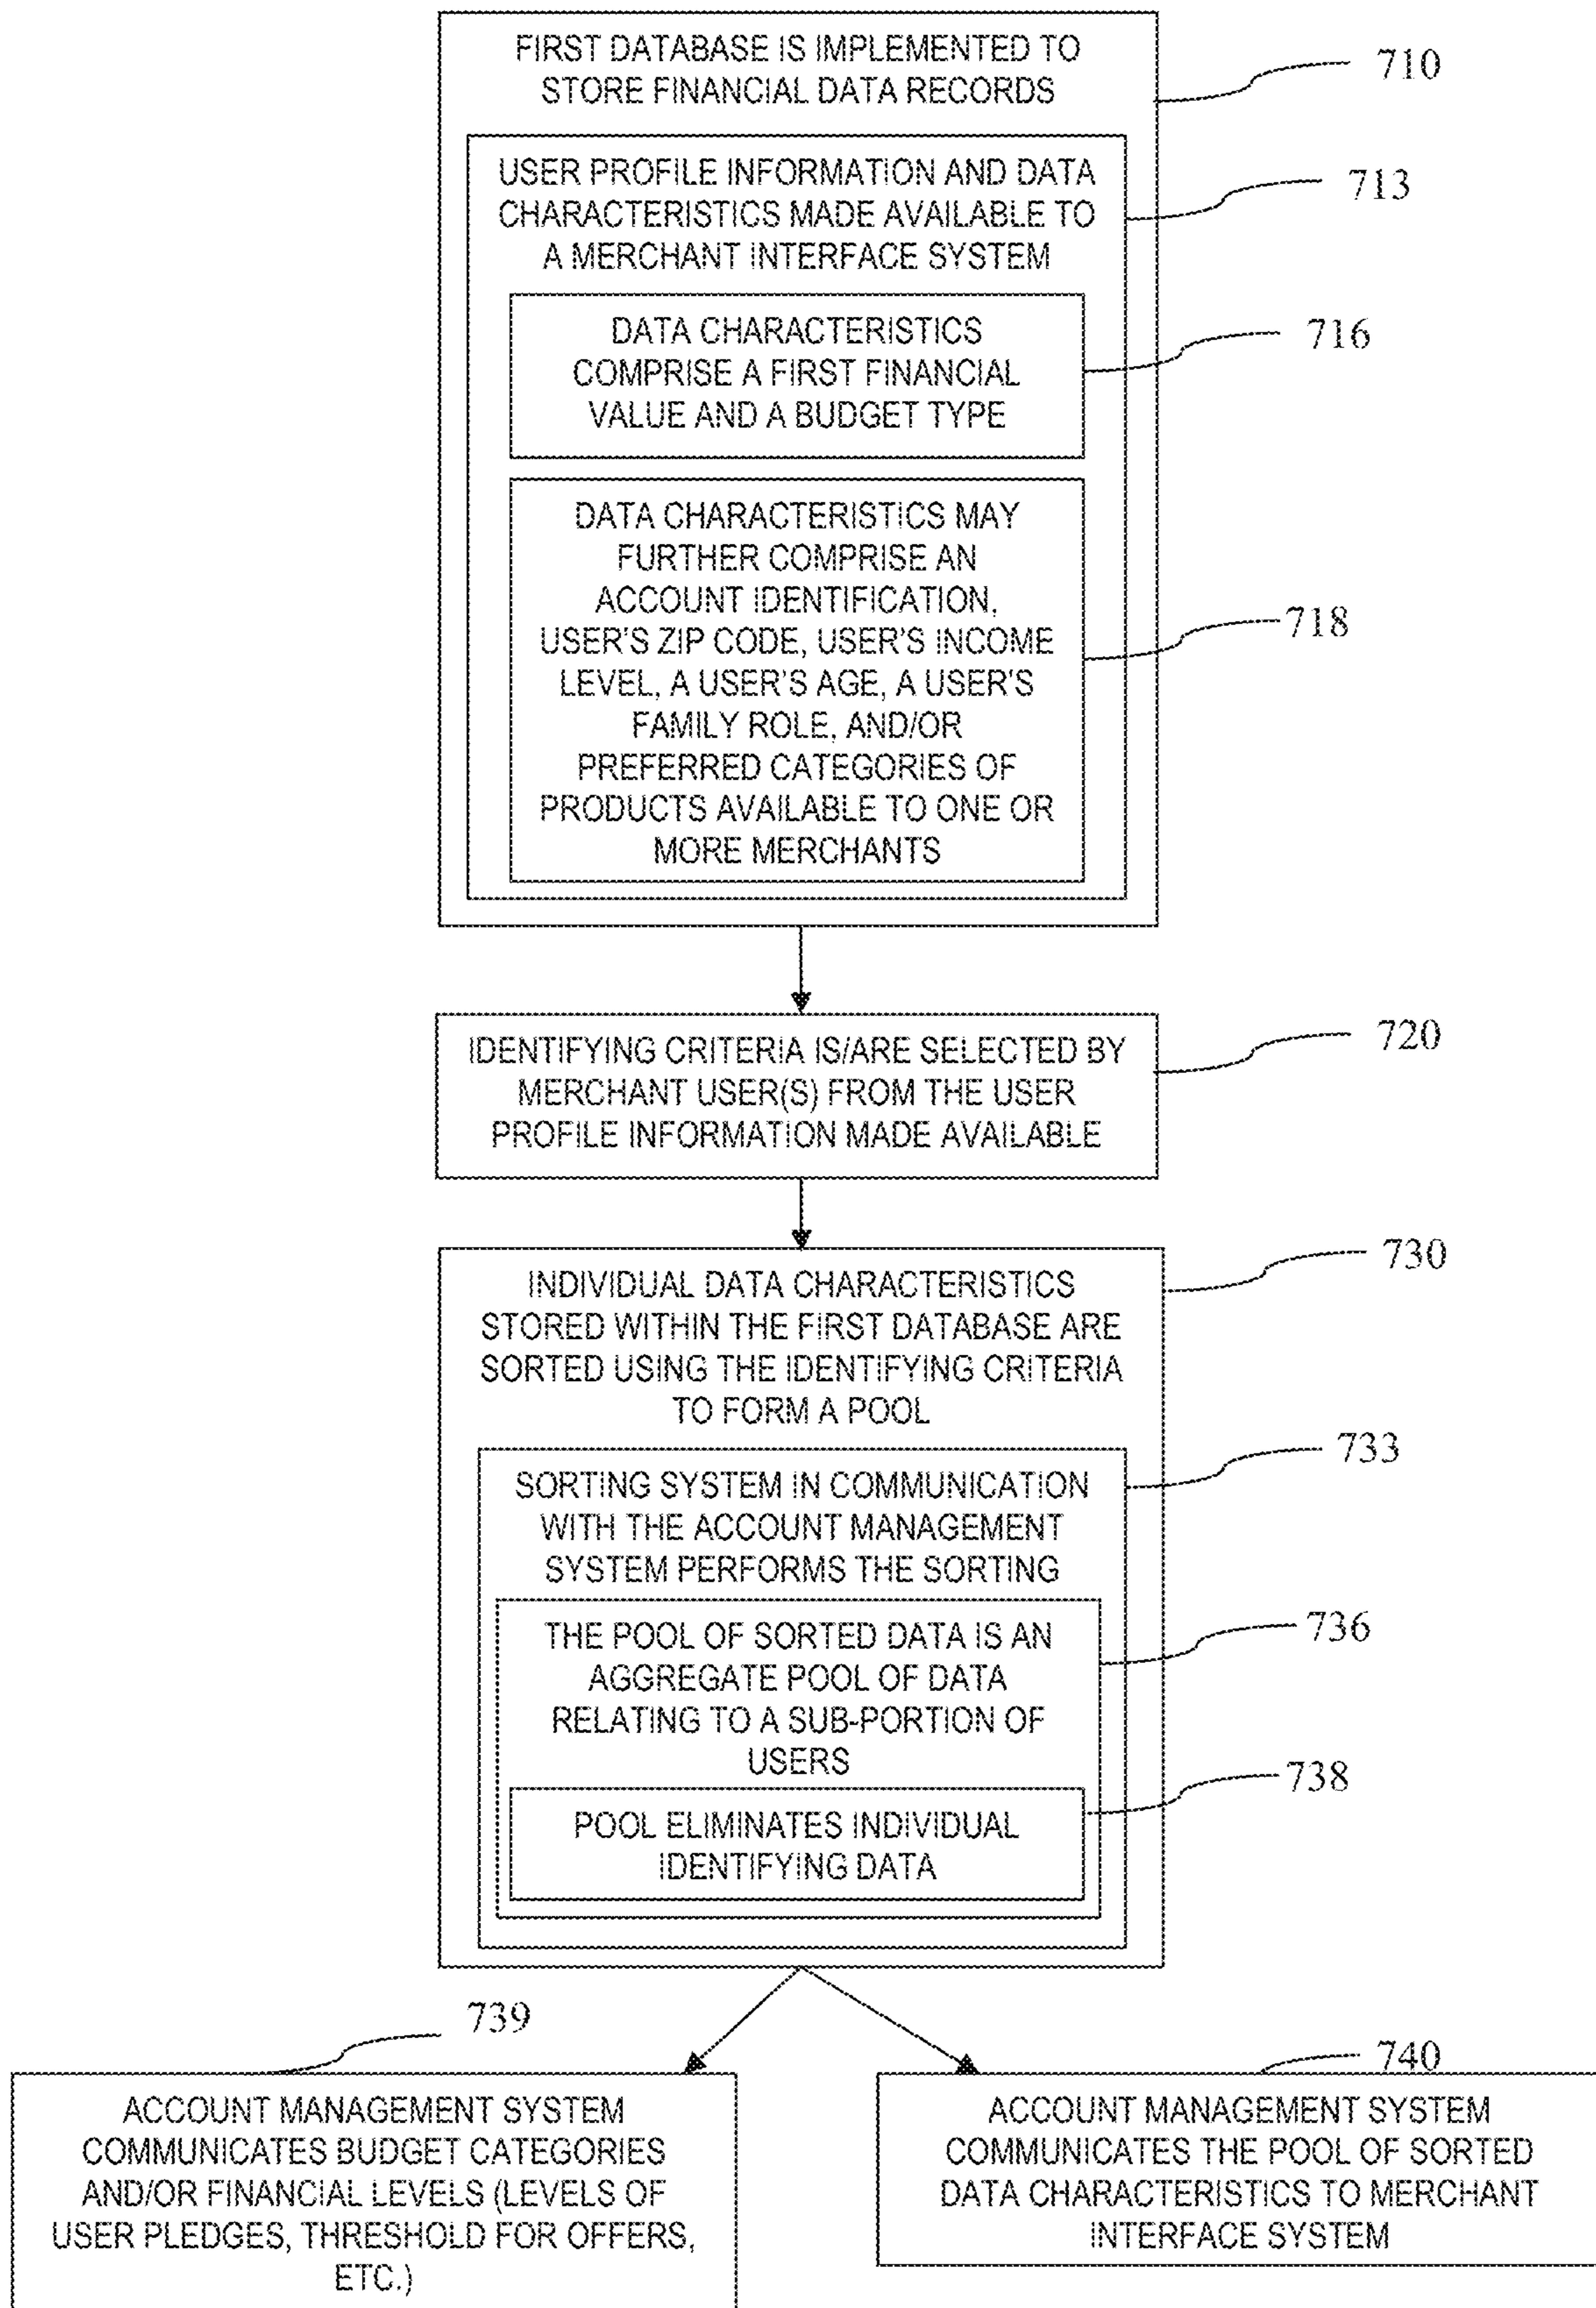 FIRST DATABASE IS IMPLEMENTED TO
STORE FINANCIAL DATA RECORDS
710
USER PROFILE INFORMATION AND DATA
CHARACTERISTICS MADE AVAILABLE TO
A MERCHANT INTERFACE SYSTEM
713
DATA CHARACTERISTICS
COMPRISE A FIRST FINANCIAL
VALUE AND A BUDGET TYPE
716
DATA CHARACTERISTICS MAY
FURTHER COMPRISE AN
ACCOUNT IDENTIFICATION,
USER'S ZIP CODE, USER'S INCOME
LEVEL, A USER'S AGE, A USER'S
FAMILY ROLE, AND/OR
PREFERRED CATEGORIES OF
PRODUCTS AVAILABLE TO ONE OR
MORE MERCHANTS
718
IDENTIFYING CRITERIA IS/ARE SELECTED BY
MERCHANT USER(S) FROM THE USER
PROFILE INFORMATION MADE AVAILABLE
720
INDIVIDUAL DATA CHARACTERISTICS
STORED WITHIN THE FIRST DATABASE ARE
SORTED USING THE IDENTIFYING CRITERIA
TO FORM A POOL
730
SORTING SYSTEM IN COMMUNICATION
WITH THE ACCOUNT MANAGEMENT
SYSTEM PERFORMS THE SORTING
733
THE POOL OF SORTED DATA IS AN
AGGREGATE POOL OF DATA
RELATING TO A SUB-PORTION OF
USERS
736
POOL ELIMINATES INDIVIDUAL
IDENTIFYING DATA
738
739
ACCOUNT MANAGEMENT SYSTEM
COMMUNICATES BUDGET CATEGORIES
AND/OR FINANCIAL LEVELS (LEVELS OF
USER PLEDGES, THRESHOLD FOR OFFERS,
ETC.)
740
ACCOUNT MANAGEMENT SYSTEM
COMMUNICATES THE POOL OF SORTED
DATA CHARACTERISTICS TO MERCHANT
INTERFACE SYSTEM